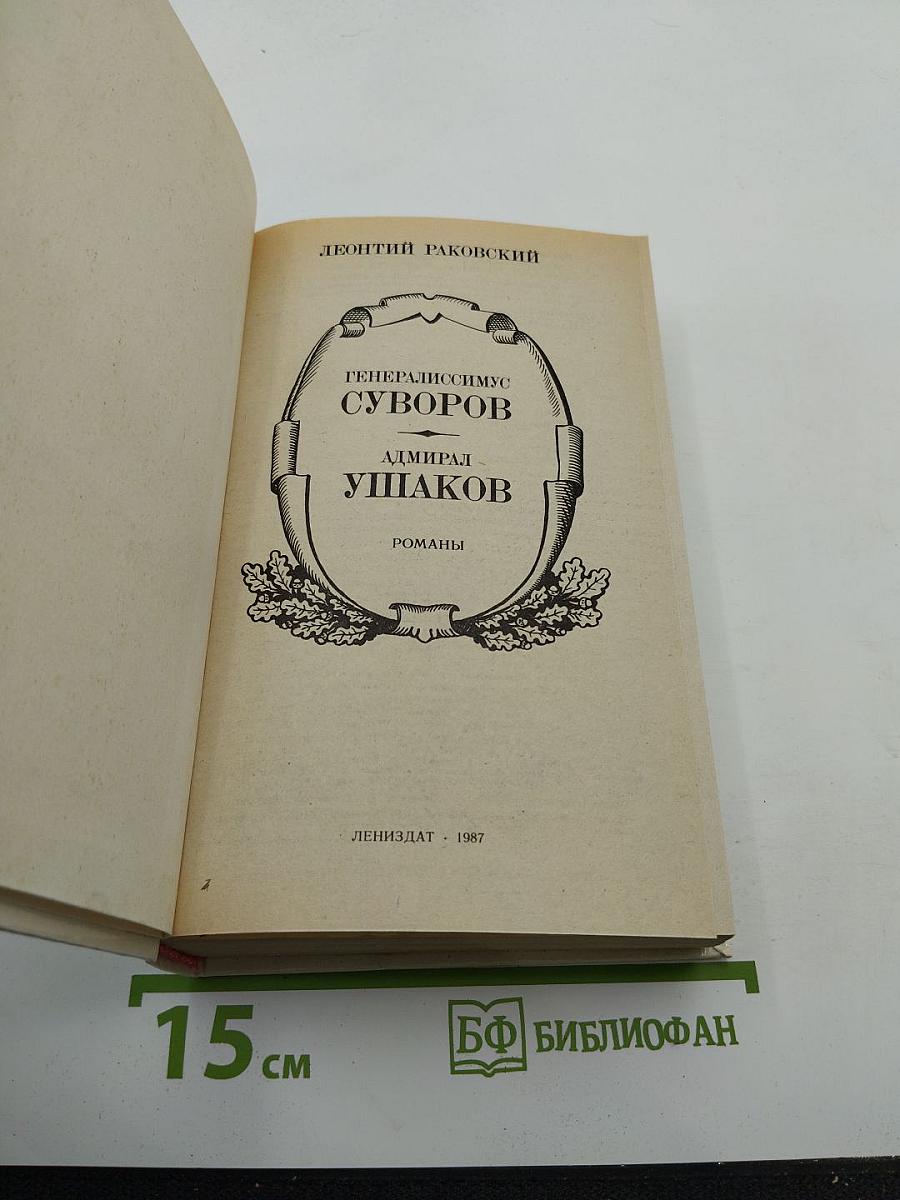 ЛЕОНТИЙ РАКОВСКИЙ
ГЕНЕРАЛИССИМУС
СУВОРОВ
АДМИРАЛ
УШАКОВ
РОМАНЫ
ЛЕНИЗДАТ · 1987
15 см
БФ БИБЛИОФАН